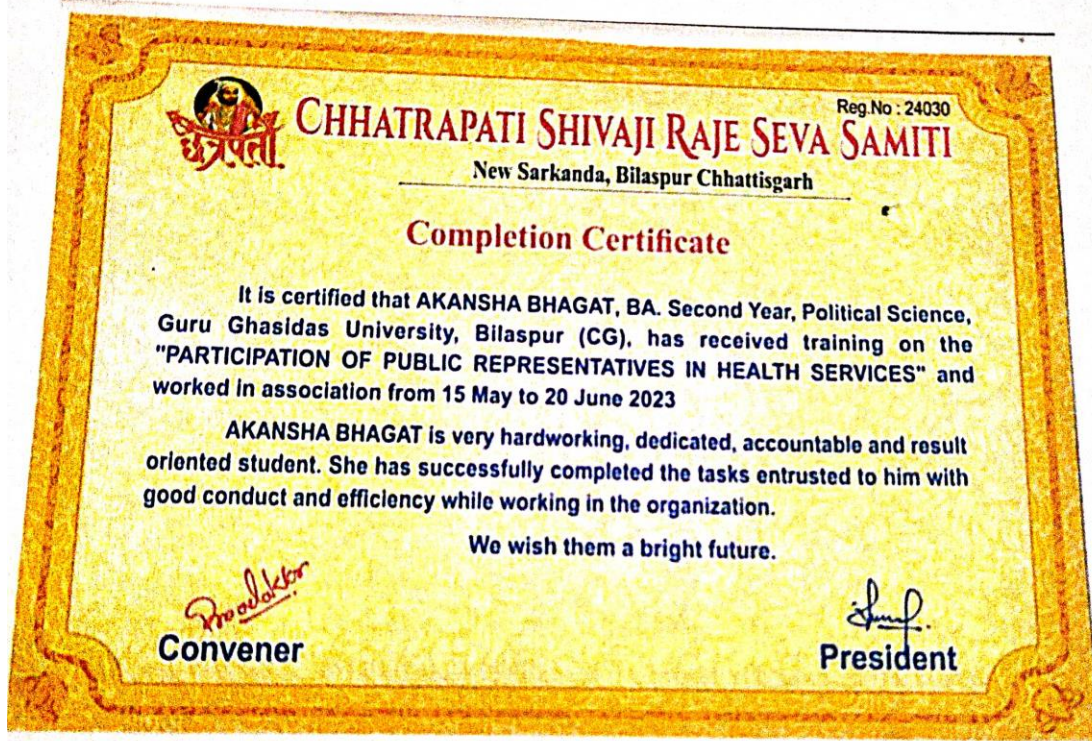 Reg.No : 24030
छत्रपती
CHHATRAPATI SHIVAJI RAJE SEVA SAMITI
New Sarkanda, Bilaspur Chhattisgarh
Completion Certificate
It is certified that AKANSHA BHAGAT, BA. Second Year, Political Science,
Guru Ghasidas University, Bilaspur (CG), has received training on the
"PARTICIPATION OF PUBLIC REPRESENTATIVES IN HEALTH SERVICES" and
worked in association from 15 May to 20 June 2023
AKANSHA BHAGAT is very hardworking, dedicated, accountable and result
oriented student. She has successfully completed the tasks entrusted to him with
good conduct and efficiency while working in the organization.
We wish them a bright future.
Convener
President